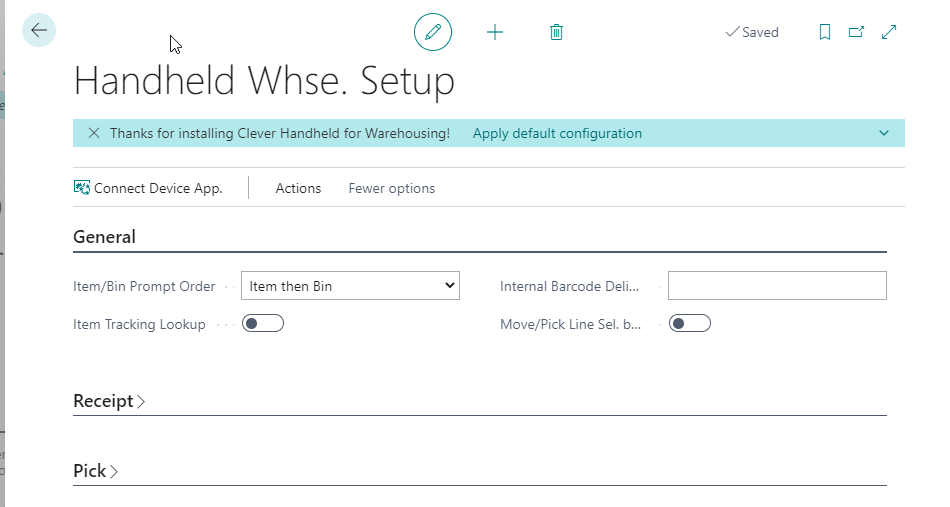 Saved
Handheld Whse. Setup
Thanks for installing Clever Handheld for Warehousing! Apply default configuration
Connect Device App. Actions Fewer options
General
Item/Bin Prompt Order Item then Bin Internal Barcode Deli...
Item Tracking Lookup Move/Pick Line Sel. b...
Receipt
Pick